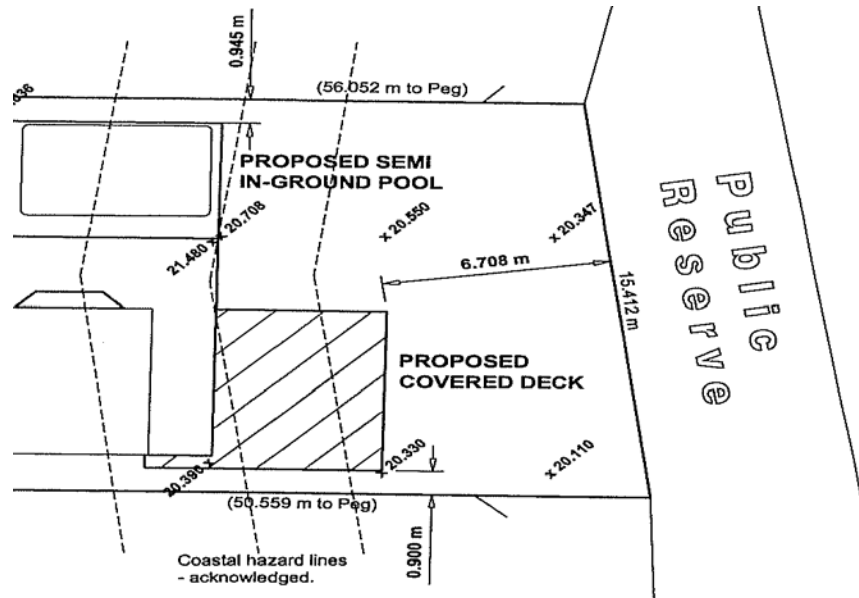 0.945 m
(56.052 m to Peg)
PROPOSED SEMI
IN-GROUND POOL
21.480 x
x 20.708
x 20.550
x 20.347
6.708 m
15.412 m
Public
Reserve
PROPOSED
COVERED DECK
20.390 x
x 20.330
x 20.110
(50.559 m to Peg)
0.900 m
Coastal hazard lines
- acknowledged.